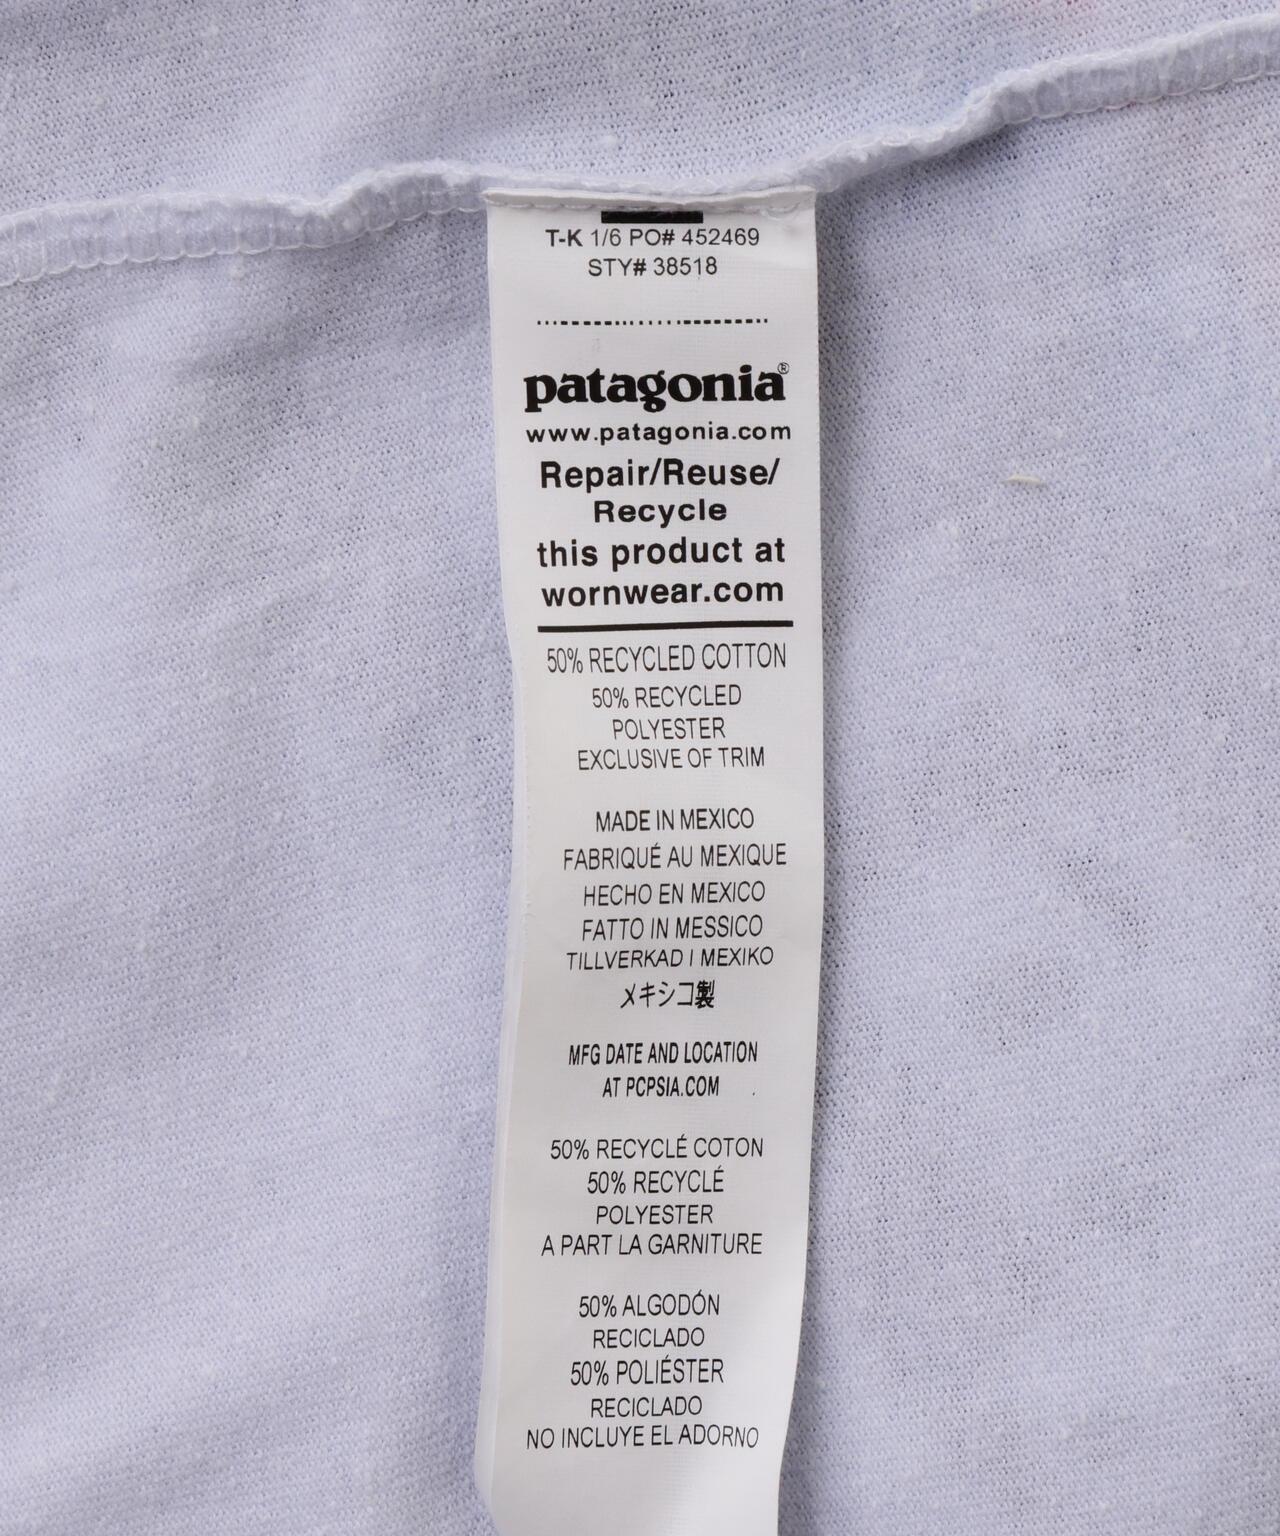 T-K 1/6 PO# 452469
STY# 38518
patagonia®
www.patagonia.com
Repair/Reuse/
Recycle
this product at
wornwear.com
50% RECYCLED COTTON
50% RECYCLED
POLYESTER
EXCLUSIVE OF TRIM
MADE IN MEXICO
FABRIQUÉ AU MEXIQUE
HECHO EN MEXICO
FATTO IN MESSICO
TILLVERKAD I MEXIKO
メキシコ製
MFG DATE AND LOCATION
AT PCPSIA.COM
50% RECYCLÉ COTON
50% RECYCLÉ
POLYESTER
A PART LA GARNITURE
50% ALGODÓN
RECICLADO
50% POLIÉSTER
RECICLADO
NO INCLUYE EL ADORNO